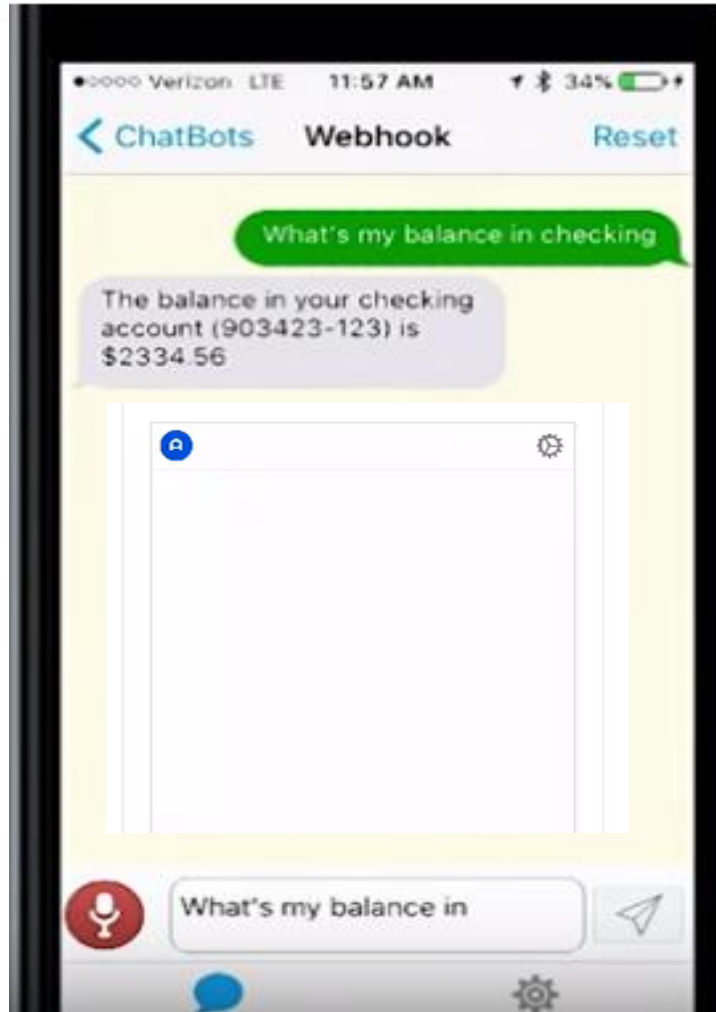 Verizon LTE 11:57 AM 34%
ChatBots Webhook Reset
What's my balance in checking
The balance in your checking
account (903423-123) is
$2334.56
What's my balance in